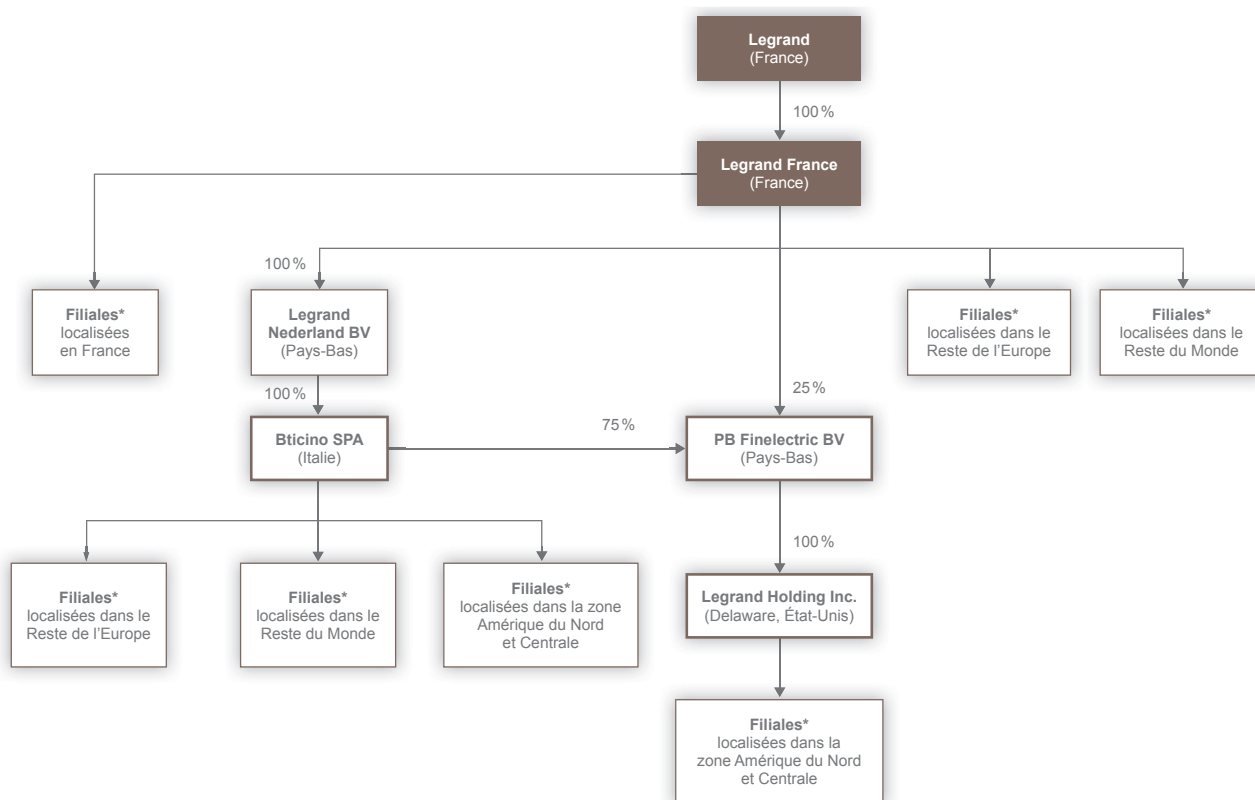 Legrand
(France)
100 %
Legrand France
(France)
100 %
Filiales*
localisées
en France
Legrand
Nederland BV
(Pays-Bas)
Filiales*
localisées dans le
Reste de l'Europe
Filiales*
localisées dans le
Reste du Monde
100 %
25 %
75 %
Bticino SPA
(Italie)
PB Finelectric BV
(Pays-Bas)
100 %
Filiales*
localisées dans le
Reste de l'Europe
Filiales*
localisées dans le
Reste du Monde
Filiales*
localisées dans la zone
Amérique du Nord
et Centrale
Legrand Holding Inc.
(Delaware, État-Unis)
Filiales*
localisées dans la
zone Amérique du Nord
et Centrale